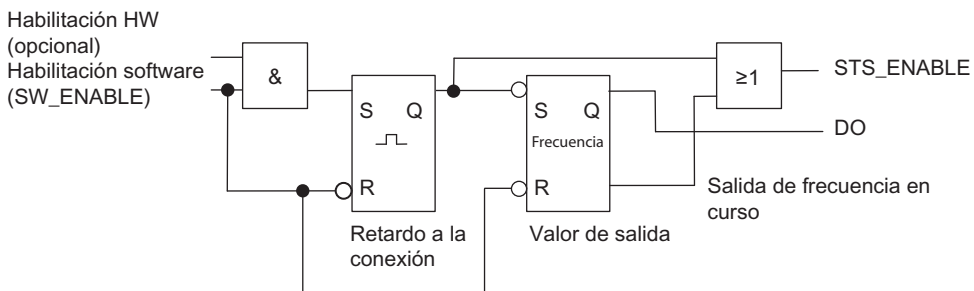 Habilitación HW
(opcional)
Habilitación software
(SW_ENABLE)
&
S Q
R
Retardo a la
conexión
S Q
Frecuencia
R
Valor de salida
≥1
STS_ENABLE
DO
Salida de frecuencia en
curso